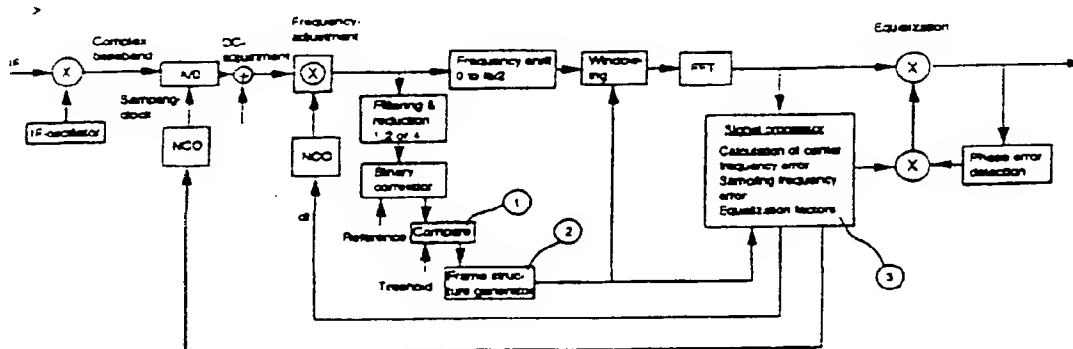 >
IF
X
IF-oscillator
Complex
baseband
A/D
Sampling-
clock
NCO
DC-
adjustment
+
Frequency-
adjustment
X
NCO
df
Filtering &
reduction
1, 2 or 4
Binary
correlator
Reference
Compare
1
Threshold
Frame struc-
ture generator
2
Frequency shift
0 to
Window-
ing
FFT
Equalization
X
Signal processor
Calculation of center
frequency error
Sampling frequency
error
Equalization factors
3
X
Phase error
detection